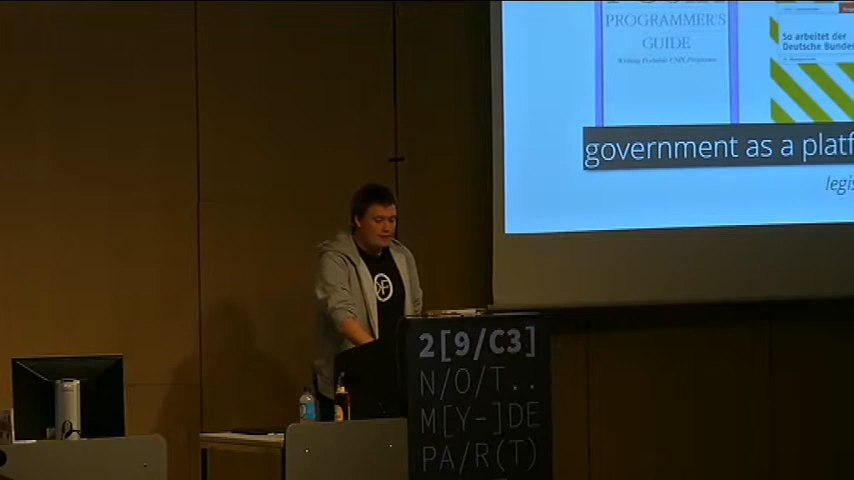 PROGRAMMER'S
GUIDE
Writing Portable UNIX Programs
So arbeitet der
Deutsche Bundes
government as a platf
legis
2[9/C3]
N/O/T..
M[Y-]DE
PA/R(T)